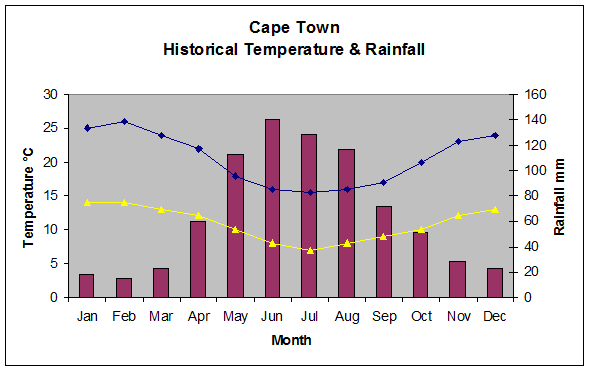 Cape Town
Historical Temperature & Rainfall
30
25
20
15
10
5
0
Temperature °C
160
140
120
100
80
60
40
20
0
Rainfall mm
Jan Feb Mar Apr May Jun Jul Aug Sep Oct Nov Dec
Month